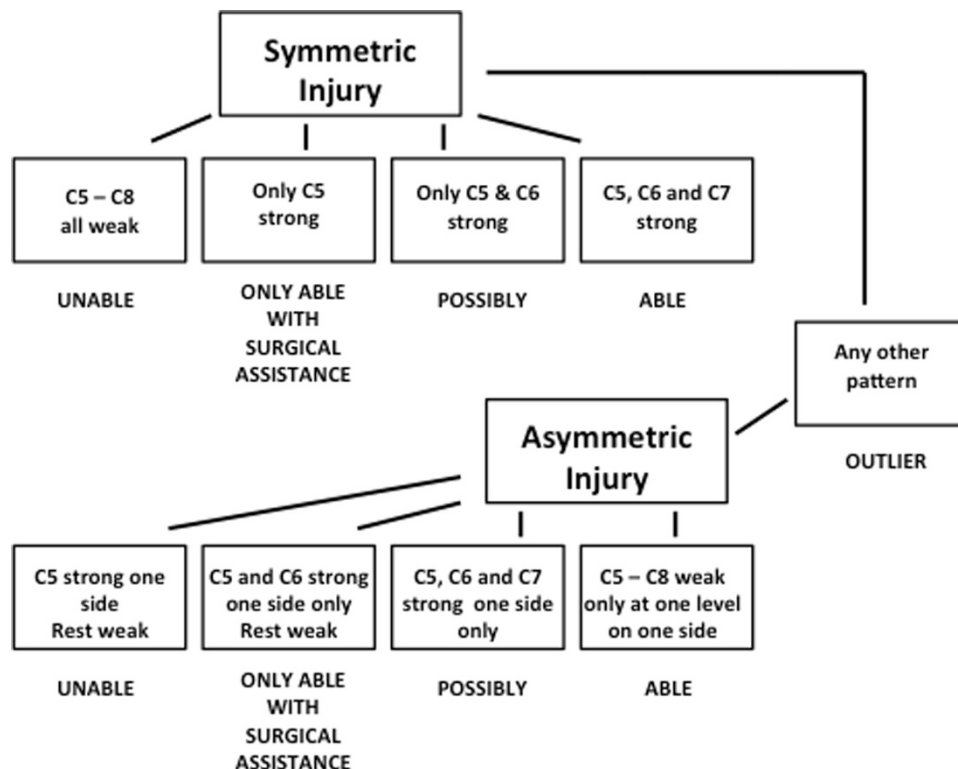 Symmetric
Injury
C5 – C8
all weak
Only C5
strong
Only C5 & C6
strong
C5, C6 and C7
strong
UNABLE
ONLY ABLE
WITH
SURGICAL
ASSISTANCE
POSSIBLY
ABLE
Any other
pattern
OUTLIER
Asymmetric
Injury
C5 strong one
side
Rest weak
C5 and C6 strong
one side only
Rest weak
C5, C6 and C7
strong one side
only
C5 – C8 weak
only at one level
on one side
UNABLE
ONLY ABLE
WITH
SURGICAL
ASSISTANCE
POSSIBLY
ABLE